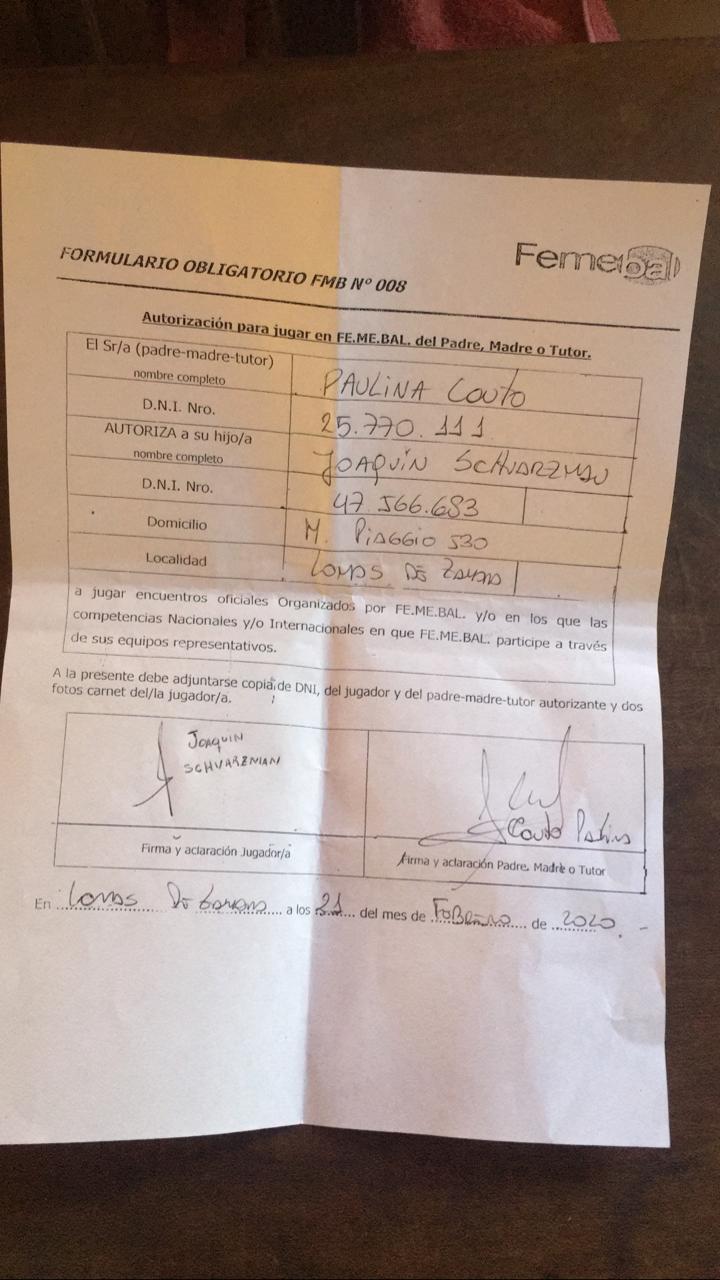 Femebal
FORMULARIO OBLIGATORIO FMB N° 008
Autorización para jugar en FE.ME.BAL. del Padre, Madre o Tutor.
El Sr/a (padre-madre-tutor)
nombre completo
PAULINA COUTO
D.N.I. Nro.
25.770.111
AUTORIZA a su hijo/a
nombre completo
JOAQUÍN SCHVARZMAN
D.N.I. Nro.
47.566.683
Domicilio
M. PIAGGIO 530
Localidad
LOMAS DE ZAMORA
a jugar encuentros oficiales Organizados por FE.ME.BAL. y/o en los que las
competencias Nacionales y/o Internacionales en que FE.ME.BAL. participe a través
de sus equipos representativos.
A la presente debe adjuntarse copia de DNI, del jugador y del padre-madre-tutor autorizante y dos
fotos carnet del/la jugador/a.
JOAQUIN
SCHVARZMAN
Couto Paulina
Firma y aclaración Jugador/a
Firma y aclaración Padre, Madre o Tutor
En LOMAS DE ZAMORA a los 21 del mes de FEBRERO de 2020.-